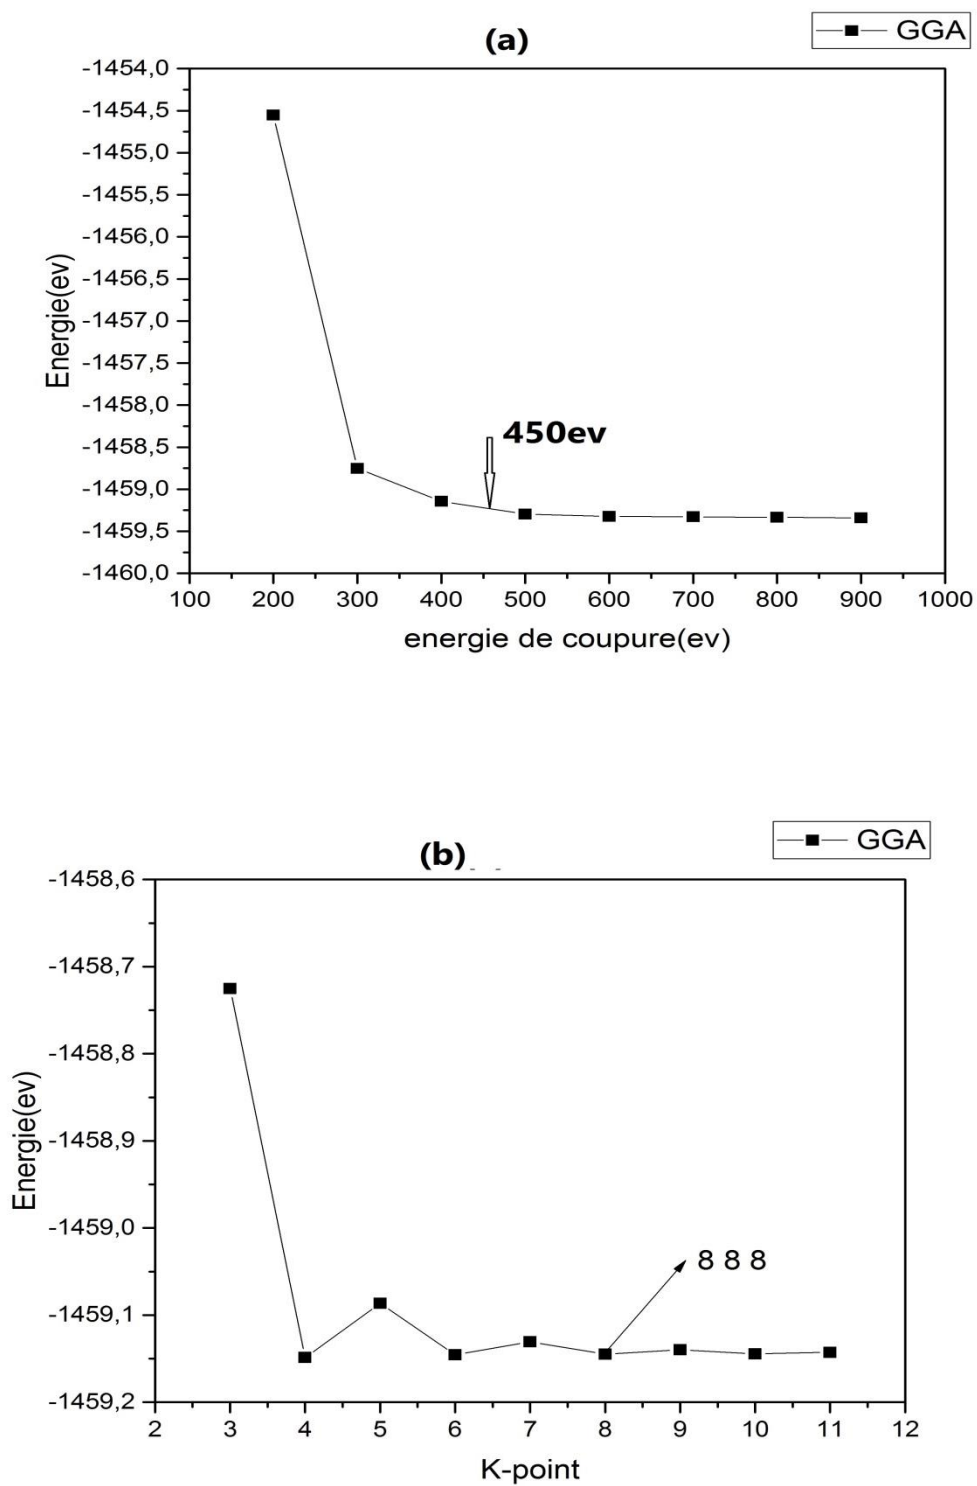 (a)
GGA
-1454,0
-1454,5
-1455,0
-1455,5
-1456,0
-1456,5
-1457,0
-1457,5
-1458,0
-1458,5
-1459,0
-1459,5
-1460,0
Energie(ev)
450ev
100 200 300 400 500 600 700 800 900 1000
energie de coupure(ev)
(b)
GGA
-1458,6
-1458,7
-1458,8
-1458,9
-1459,0
-1459,1
-1459,2
Energie(ev)
8 8 8
2 3 4 5 6 7 8 9 10 11 12
K-point